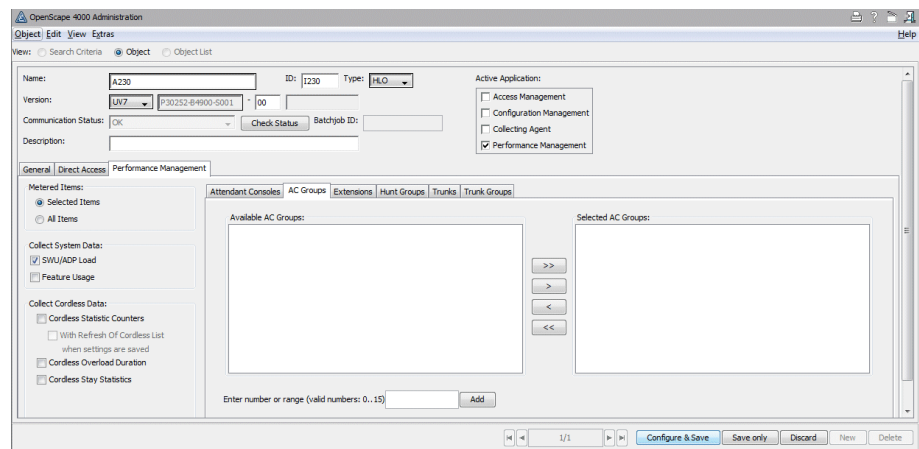 OpenScape 4000 Administration
Object Edit View Extras Help
View: Search Criteria Object Object List
Name: A230 ID: I230 Type: HLO
Version: UV7 P30252-B4900-S001 - 00
Communication Status: OK Check Status Batchjob ID:
Description:
Active Application:
Access Management
Configuration Management
Collecting Agent
Performance Management
General Direct Access Performance Management
Metered Items:
Selected Items
All Items
Collect System Data:
SWU/ADP Load
Feature Usage
Collect Cordless Data:
Cordless Statistic Counters
With Refresh Of Cordless List
when settings are saved
Cordless Overload Duration
Cordless Stay Statistics
Attendant Consoles AC Groups Extensions Hunt Groups Trunks Trunk Groups
Available AC Groups: Selected AC Groups:
>>
>
<
<<
Enter number or range (valid numbers: 0..15) Add
1/1 Configure & Save Save only Discard New Delete